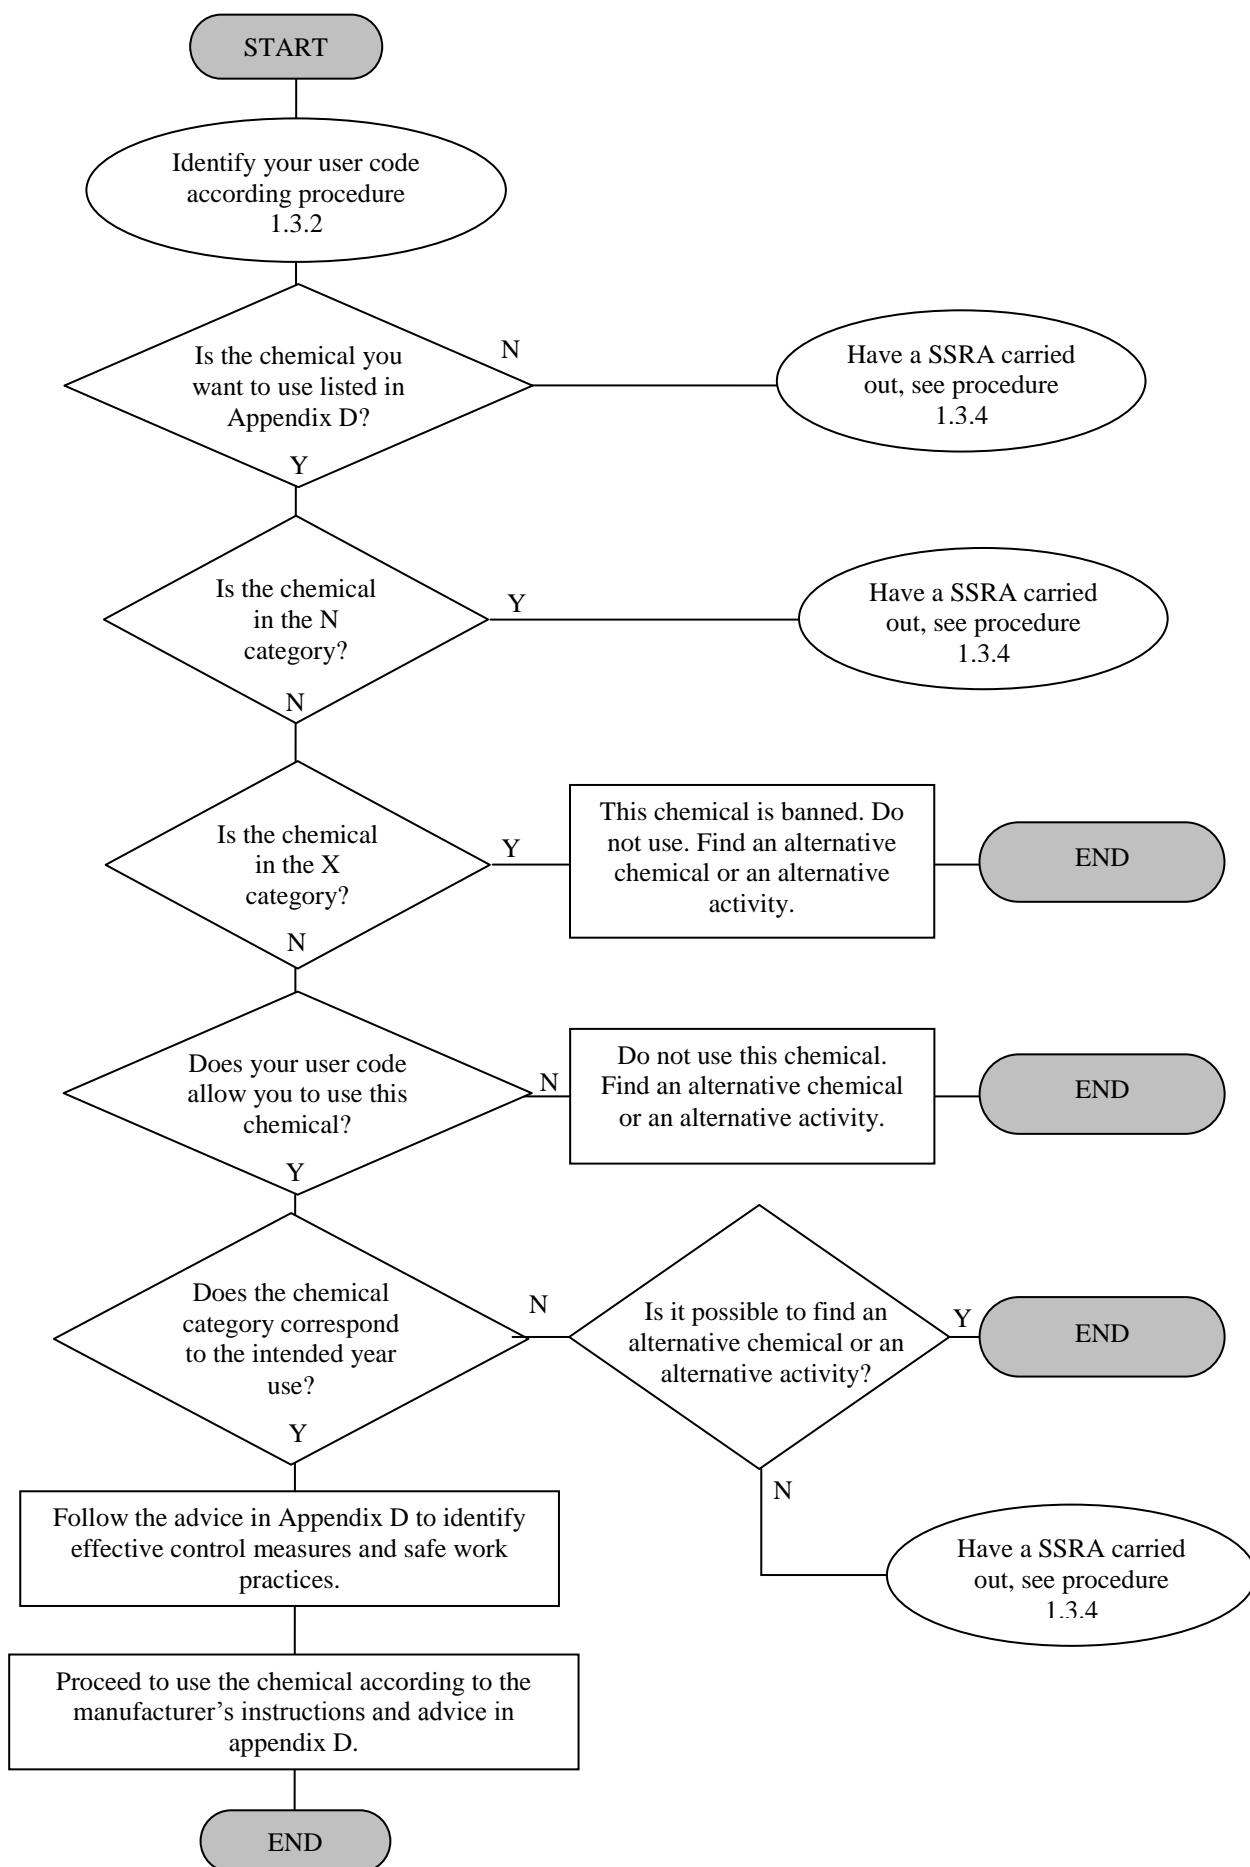 START
Identify your user code
according procedure
1.3.2
Is the chemical you
want to use listed in
Appendix D?
N
Have a SSRA carried
out, see procedure
1.3.4
Y
Is the chemical
in the N
category?
Y
Have a SSRA carried
out, see procedure
1.3.4
N
Is the chemical
in the X
category?
Y
This chemical is banned. Do
not use. Find an alternative
chemical or an alternative
activity.
END
N
Does your user code
allow you to use this
chemical?
N
Do not use this chemical.
Find an alternative chemical
or an alternative activity.
END
Y
Does the chemical
category correspond
to the intended year
use?
N
Is it possible to find an
alternative chemical or an
alternative activity?
Y
END
Y
N
Have a SSRA carried
out, see procedure
1.3.4
Follow the advice in Appendix D to identify
effective control measures and safe work
practices.
Proceed to use the chemical according to the
manufacturer’s instructions and advice in
appendix D.
END